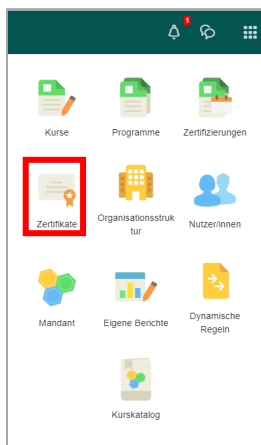 1
Kurse
Programme
Zertifizierungen
Zertifikate
Organisationsstruk
tur
Nutzer/innen
Mandant
Eigene Berichte
Dynamische
Regeln
Kurskatalog